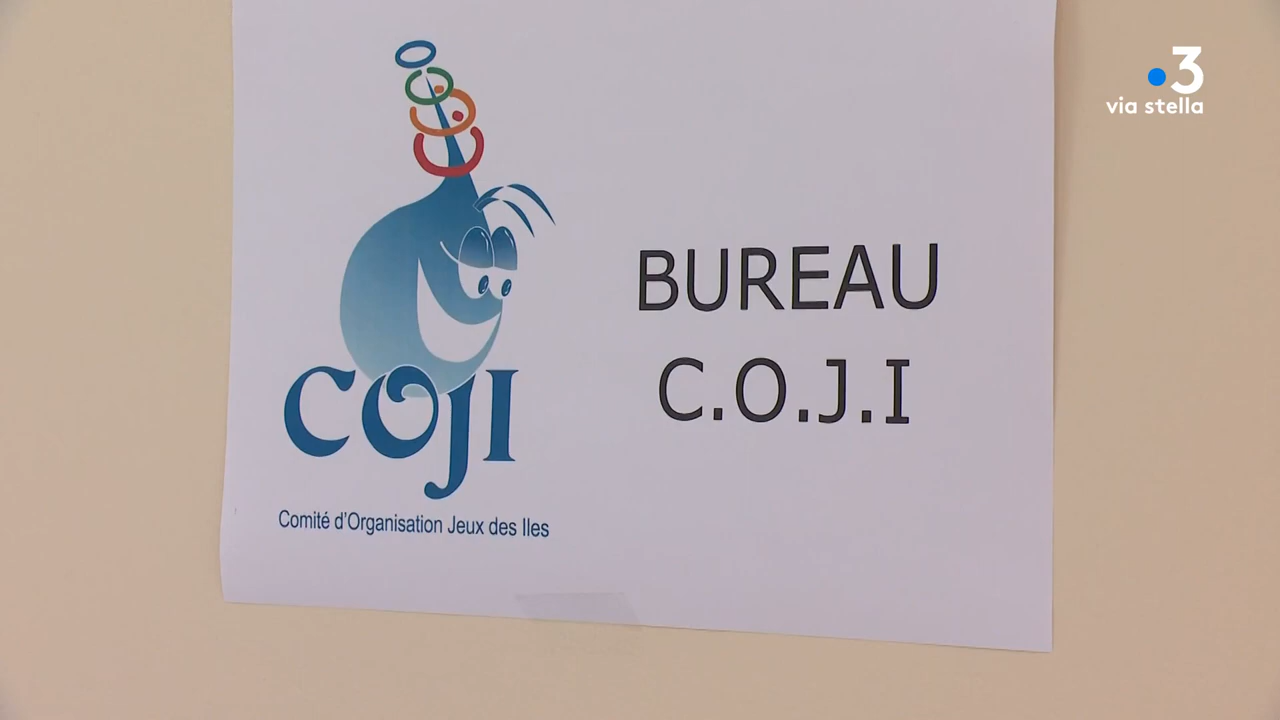 3
via stella
BUREAU
C.O.J.I
COJI
Comité d'Organisation Jeux des Iles